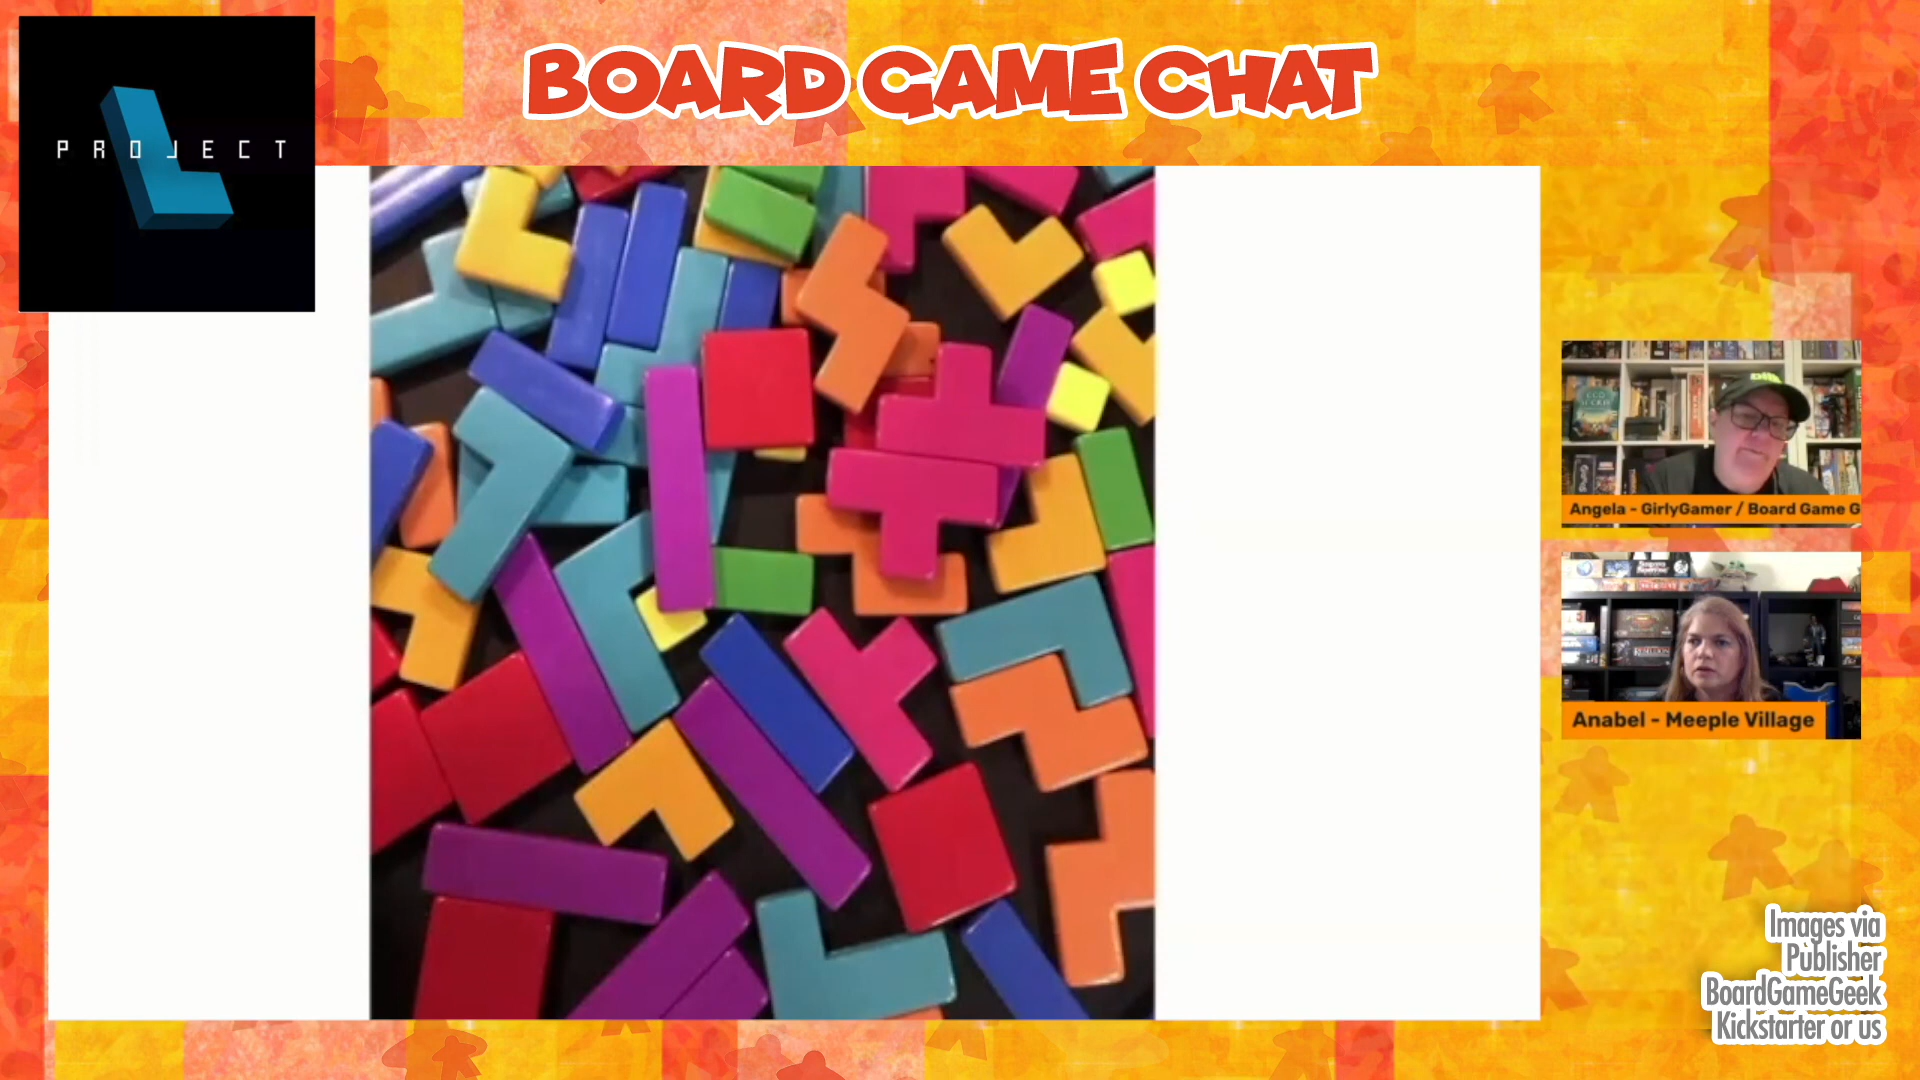 BOARD GAME CHAT
PROJECT
L
Angela - GirlyGamer / Board Game G
Anabel - Meeple Village
Images via
Publisher
BoardGameGeek
Kickstarter or us